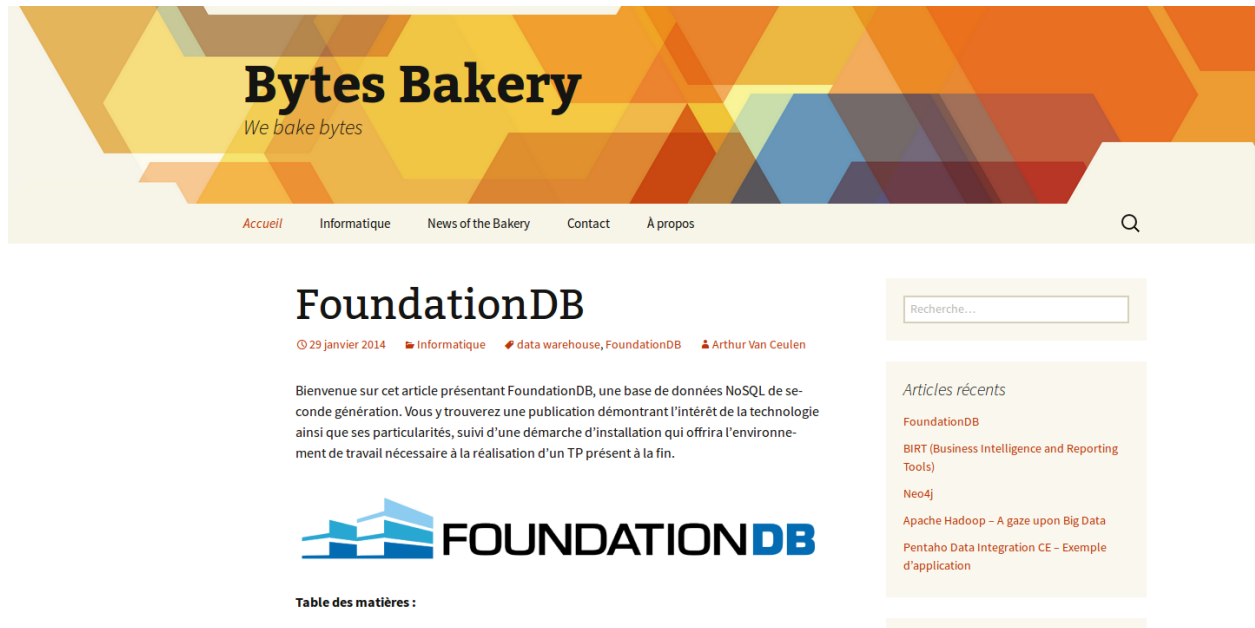 Bytes Bakery
We bake bytes
Accueil Informatique News of the Bakery Contact À propos
FoundationDB
29 janvier 2014 Informatique data warehouse, FoundationDB Arthur Van Ceulen
Bienvenue sur cet article présentant FoundationDB, une base de données NoSQL de se-
conde génération. Vous y trouverez une publication démontrant l'intérêt de la technologie
ainsi que ses particularités, suivi d'une démarche d'installation qui offrira l'environne-
ment de travail nécessaire à la réalisation d'un TP présent à la fin.
FOUNDATIONDB
Table des matières :
Recherche...
Articles récents
FoundationDB
BIRT (Business Intelligence and Reporting
Tools)
Neo4j
Apache Hadoop – A gaze upon Big Data
Pentaho Data Integration CE – Exemple
d'application